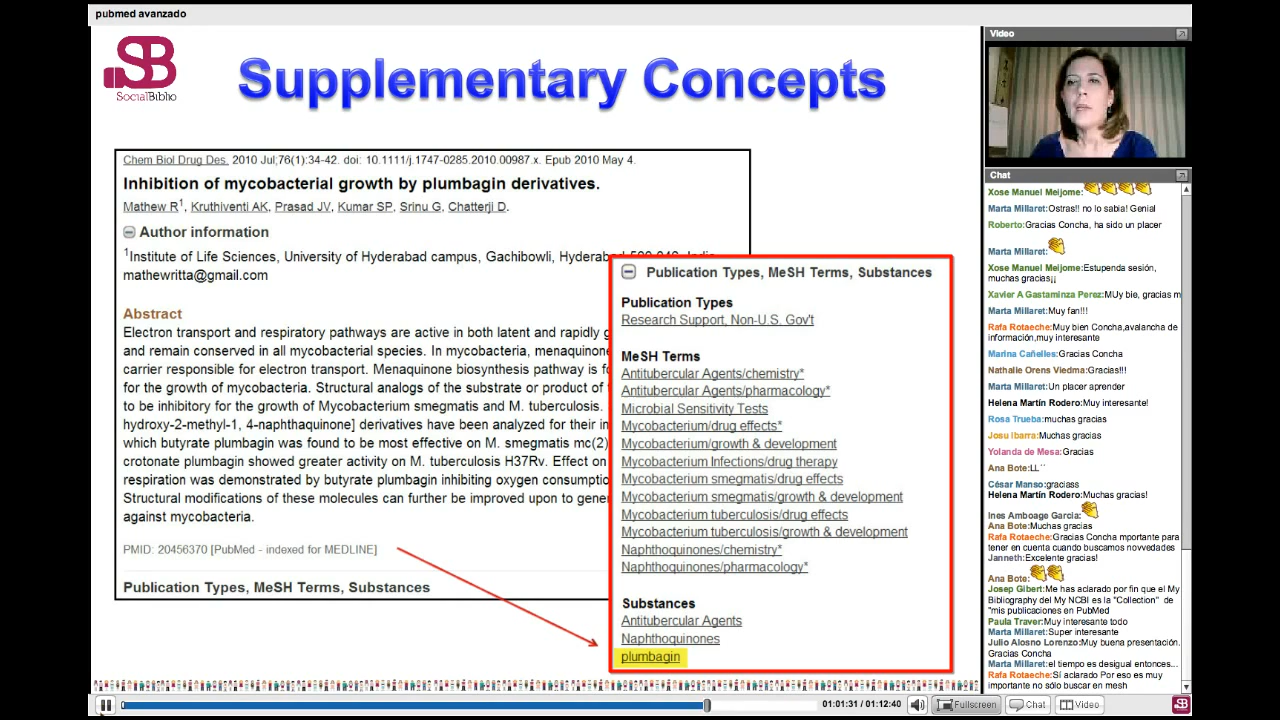 pubmed avanzado
SB
SocialBiblio
Supplementary Concepts
Chem Biol Drug Des. 2010 Jul;76(1):34-42. doi: 10.1111/j.1747-0285.2010.00987.x. Epub 2010 May 4.
Inhibition of mycobacterial growth by plumbagin derivatives.
Mathew R1, Kruthiventi AK, Prasad JV, Kumar SP, Srinu G, Chatterji D.
Author information
1Institute of Life Sciences, University of Hyderabad campus, Gachibowli, Hyderabad
mathewritta@gmail.com
Abstract
Electron transport and respiratory pathways are active in both latent and rapidly g
and remain conserved in all mycobacterial species. In mycobacteria, menaquinone
carrier responsible for electron transport. Menaquinone biosynthesis pathway is fo
for the growth of mycobacteria. Structural analogs of the substrate or product of t
to be inhibitory for the growth of Mycobacterium smegmatis and M. tuberculosis.
hydroxy-2-methyl-1, 4-naphthaquinone] derivatives have been analyzed for their in
which butyrate plumbagin was found to be most effective on M. smegmatis mc(2)
crotonate plumbagin showed greater activity on M. tuberculosis H37Rv. Effect on
respiration was demonstrated by butyrate plumbagin inhibiting oxygen consumptio
Structural modifications of these molecules can further be improved upon to gener
against mycobacteria.
PMID: 20456370 [PubMed - indexed for MEDLINE]
Publication Types, MeSH Terms, Substances
Publication Types, MeSH Terms, Substances
Publication Types
Research Support, Non-U.S. Gov't
MeSH Terms
Antitubercular Agents/chemistry*
Antitubercular Agents/pharmacology*
Microbial Sensitivity Tests
Mycobacterium/drug effects*
Mycobacterium/growth & development
Mycobacterium Infections/drug therapy
Mycobacterium smegmatis/drug effects
Mycobacterium smegmatis/growth & development
Mycobacterium tuberculosis/drug effects
Mycobacterium tuberculosis/growth & development
Naphthoquinones/chemistry*
Naphthoquinones/pharmacology*
Substances
Antitubercular Agents
Naphthoquinones
plumbagin
Video
Chat
Xose Manuel Meijome:
Marta Millaret:Ostras!! no lo sabia! Genial
Roberto:Gracias Concha, ha sido un placer
Marta Millaret:
Xose Manuel Meijome:Estupenda sesión,
muchas gracias¡¡
Xavier A Gastaminza Perez:MUy bie, gracias m
Marta Millaret:Muy fan!!!
Rafa Rotaeche:Muy bien Concha,avalancha de
información,muy interesante
Marina Cañelles:Gracias Concha
Nathalie Orens Viedma:Gracias!!!
Marta Millaret:Un placer aprender
Helena Martín Rodero:Muy interesante!
Rosa Trueba:muchas gracias
Josu Ibarra:Muchas gracias
Yolanda de Mesa:Gracias
Ana Bote:LL´´
César Manso:graciass
Helena Martín Rodero:Muchas gracias!
Ines Amboage Garcia:
Ana Bote:Muchas gracias
Rafa Rotaeche:Gracias Concha mportante para
tener en cuenta cuando buscamos novvedades
Janneth:Excelente gracias!
Ana Bote:
Josep Gibert:Me has aclarado por fin que el My
Bibliography del My NCBI es la "Collection" de
"mis publicaciones en PubMed
Paula Traver:Muy interesante todo
Marta Millaret:Super interesante
Julio Alosno Lorenzo:Muy buena presentación.
Gracias Concha
Marta Millaret:el tiempo es desigual entonces...
Rafa Rotaeche:Sí aclarado Por eso es muy
importante no sólo buscar en mesh
01:01:31 / 01:12:40
Fullscreen
Chat
Video
SB